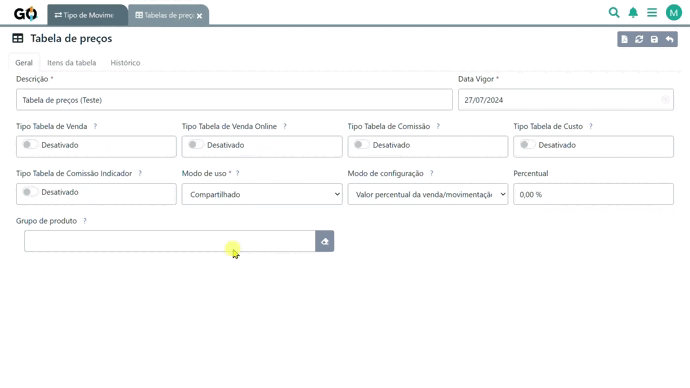 GO Tipo de Movime Tabelas de preç M
Tabela de preços
Geral Itens da tabela Histórico
Descrição * Data Vigor *
Tabela de preços (Teste) 27/07/2024
Tipo Tabela de Venda ? Tipo Tabela de Venda Online ? Tipo Tabela de Comissão ? Tipo Tabela de Custo ?
Desativado Desativado Desativado Desativado
Tipo Tabela de Comissão Indicador ? Modo de uso * ? Modo de configuração ? Percentual
Desativado Compartilhado Valor percentual da venda/movimentação 0,00 %
Grupo de produto ?